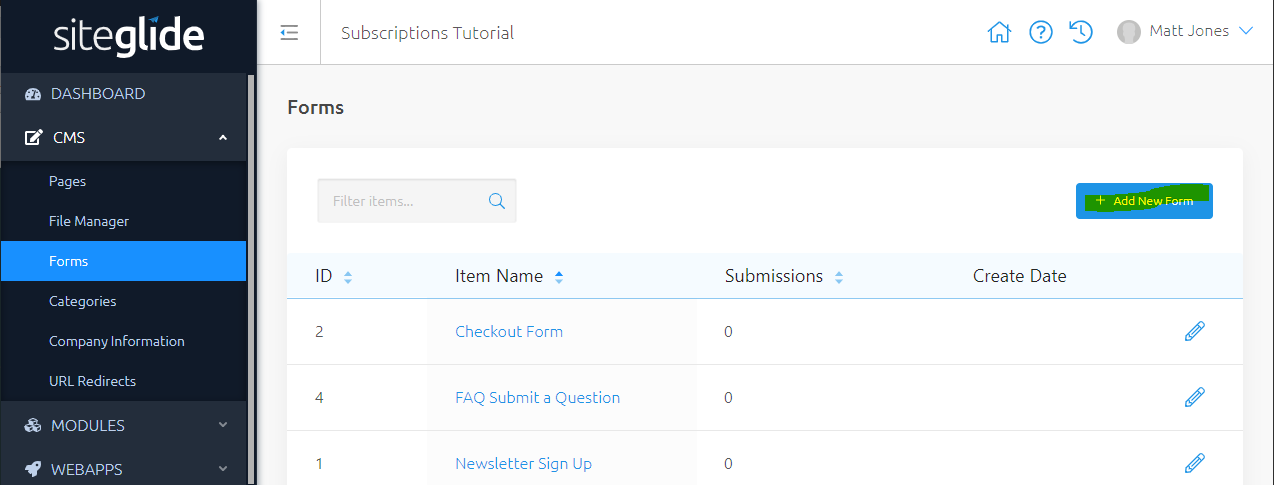 siteglide
Subscriptions Tutorial
Matt Jones
DASHBOARD
CMS
Pages
File Manager
Forms
Categories
Company Information
URL Redirects
MODULES
WEBAPPS
Forms
Filter items...
+ Add New Form
ID Item Name Submissions Create Date
2 Checkout Form 0
4 FAQ Submit a Question 0
1 Newsletter Sign Up 0